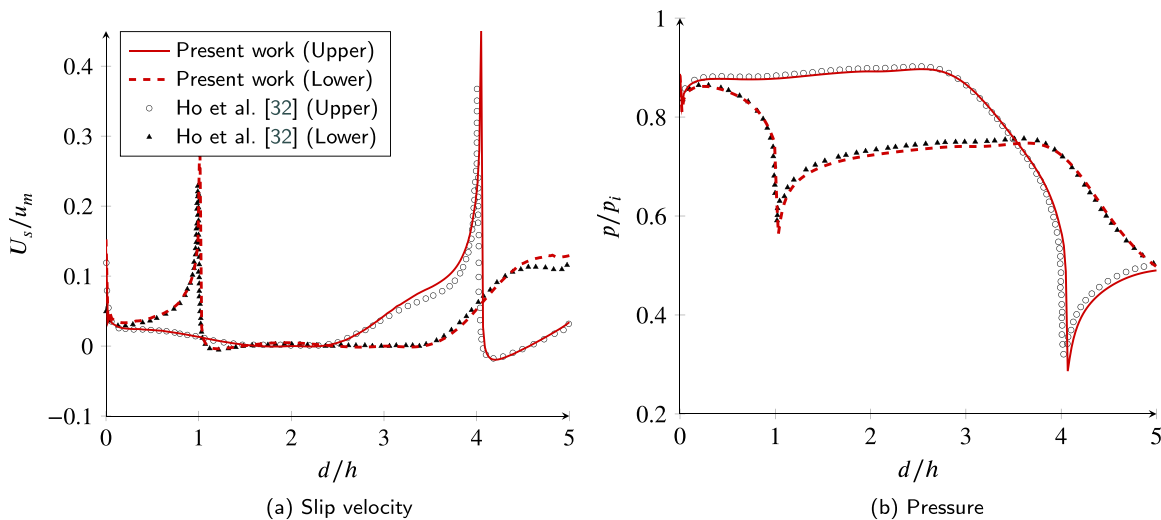 Present work (Upper)
Present work (Lower)
Ho et al. [32] (Upper)
Ho et al. [32] (Lower)
0.4
0.3
0.2
0.1
0
−0.1
0 1 2 3 4 5
U_s/u_m
d/h
(a) Slip velocity
1
0.8
0.6
0.4
0.2
0 1 2 3 4 5
p/p_i
d/h
(b) Pressure